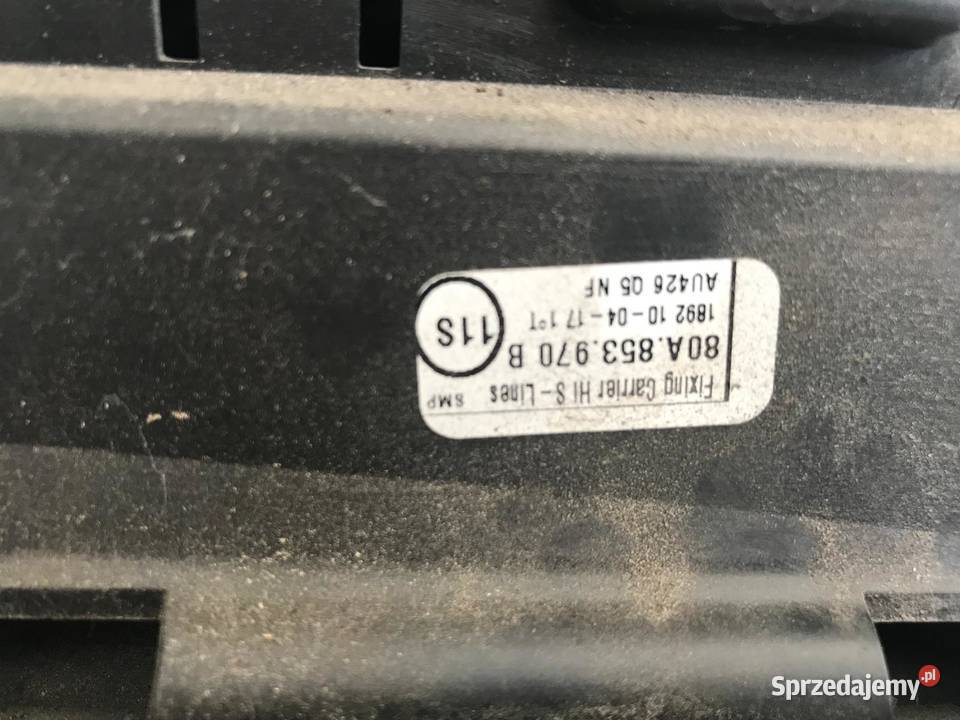 Fixing Carrier Hi S-Lines SMP
80A.853.970 B
1892 10-04-17 1°T
AU426 Q5 NF
11S
Sprzedajemy.pl